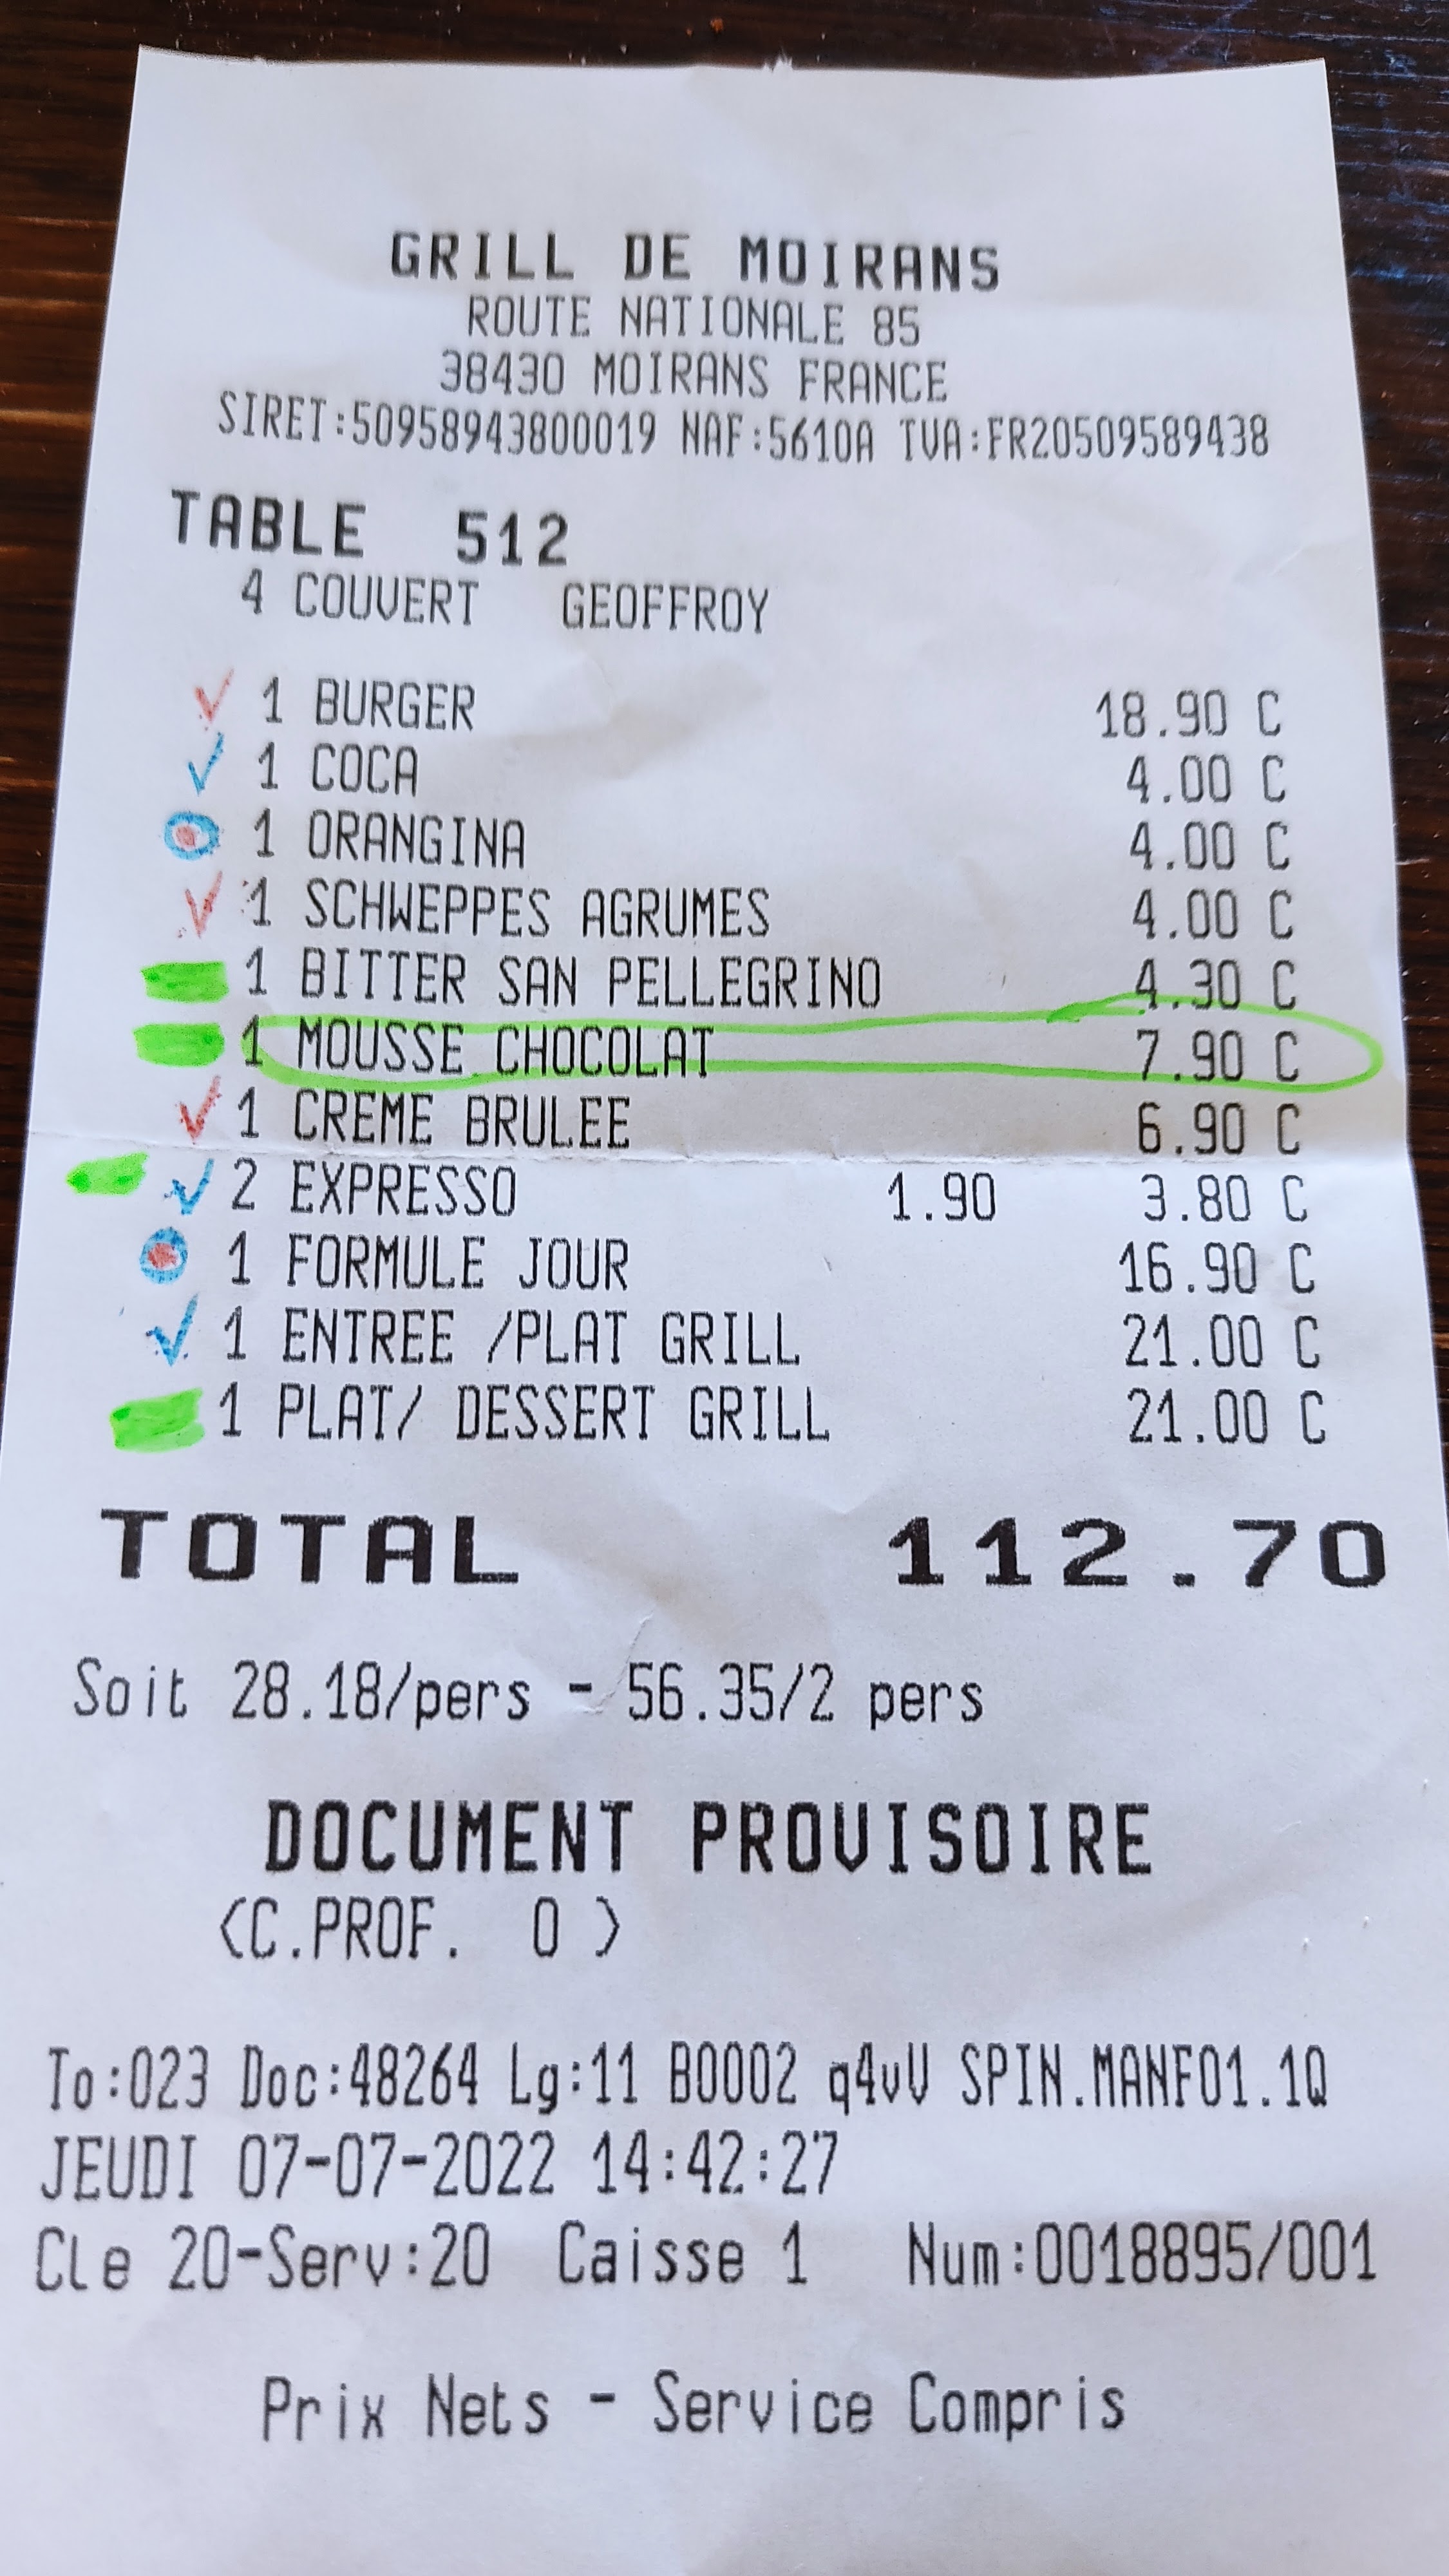 GRILL DE MOIRANS
ROUTE NATIONALE 85
38430 MOIRANS FRANCE
SIRET:50958943800019 NAF:5610A TVA:FR20509589438
TABLE 512
4 COUVERT GEOFFROY
1 BURGER 18.90 C
1 COCA 4.00 C
1 ORANGINA 4.00 C
1 SCHWEPPES AGRUMES 4.00 C
1 BITTER SAN PELLEGRINO 4.30 C
1 MOUSSE CHOCOLAT 7.90 C
1 CREME BRULEE 6.90 C
2 EXPRESSO 1.90 3.80 C
1 FORMULE JOUR 16.90 C
1 ENTREE /PLAT GRILL 21.00 C
1 PLAT/ DESSERT GRILL 21.00 C
TOTAL 112.70
Soit 28.18/pers - 56.35/2 pers
DOCUMENT PROVISOIRE
(C.PROF. 0 )
To:023 Doc:48264 Lg:11 B0002 q4vU SPIN.MANF01.1Q
JEUDI 07-07-2022 14:42:27
Cle 20-Serv:20 Caisse 1 Num:0018895/001
Prix Nets - Service Compris